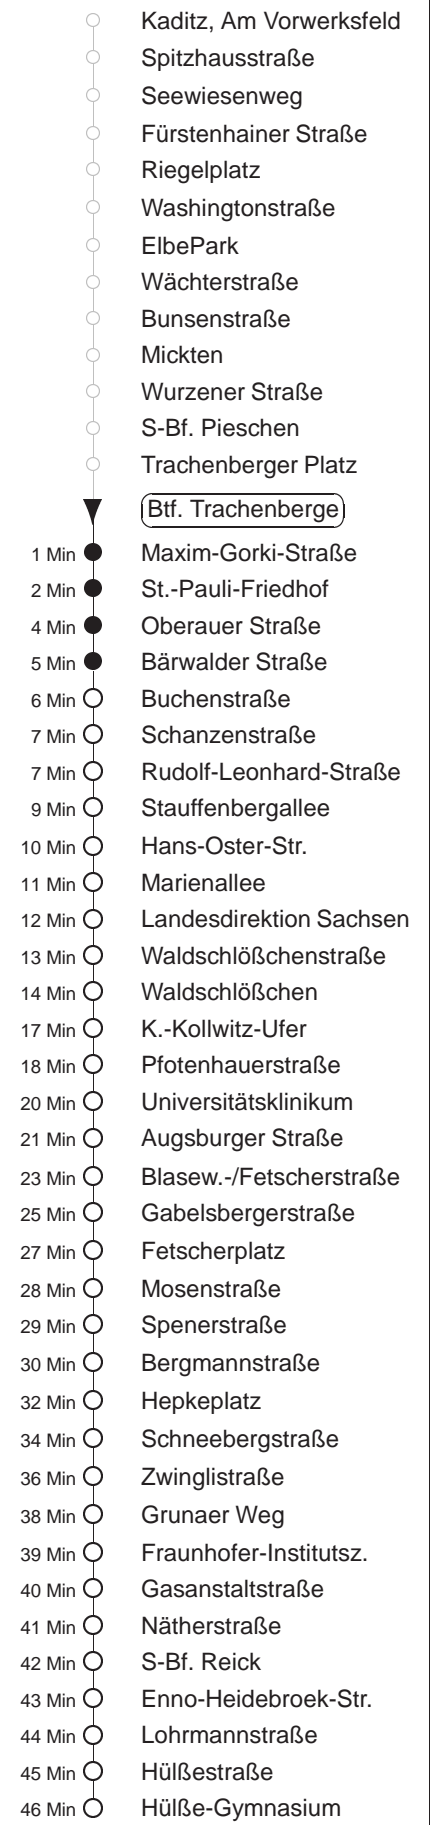 Kaditz, Am Vorwerksfeld
Spitzhausstraße
Seewiesenweg
Fürstenhainer Straße
Riegelplatz
Washingtonstraße
ElbePark
Wächterstraße
Bunsenstraße
Mickten
Wurzener Straße
S-Bf. Pieschen
Trachenberger Platz
Btf. Trachenberge
1 Min Maxim-Gorki-Straße
2 Min St.-Pauli-Friedhof
4 Min Oberauer Straße
5 Min Bärwalder Straße
6 Min Buchenstraße
7 Min Schanzenstraße
7 Min Rudolf-Leonhard-Straße
9 Min Stauffenbergallee
10 Min Hans-Oster-Str.
11 Min Marienallee
12 Min Landesdirektion Sachsen
13 Min Waldschlößchenstraße
14 Min Waldschlößchen
17 Min K.-Kollwitz-Ufer
18 Min Pfotenhauerstraße
20 Min Universitätsklinikum
21 Min Augsburger Straße
23 Min Blasew.-/Fetscherstraße
25 Min Gabelsbergerstraße
27 Min Fetscherplatz
28 Min Mosenstraße
29 Min Spenerstraße
30 Min Bergmannstraße
32 Min Hepkeplatz
34 Min Schneebergstraße
36 Min Zwinglistraße
38 Min Grunaer Weg
39 Min Fraunhofer-Institutsz.
40 Min Gasanstaltstraße
41 Min Nätherstraße
42 Min S-Bf. Reick
43 Min Enno-Heidebroek-Str.
44 Min Lohrmannstraße
45 Min Hülßestraße
46 Min Hülße-Gymnasium